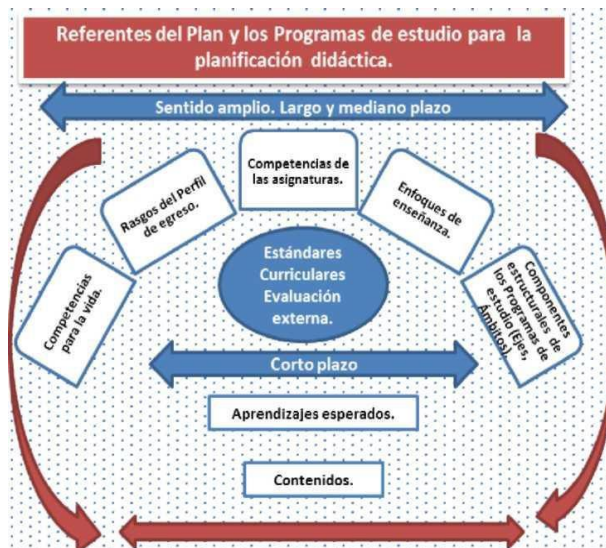 Referentes del Plan y los Programas de estudio para la
planificación didáctica.
Sentido amplio. Largo y mediano plazo
Competencias
para la vida.
Rasgos del Perfil
de egreso.
Competencias de
las asignaturas.
Enfoques de
enseñanza.
Componentes
estructurales de
los Programas de
estudio (Ejes,
Ámbitos).
Estándares
Curriculares
Evaluación
externa.
Corto plazo
Aprendizajes esperados.
Contenidos.